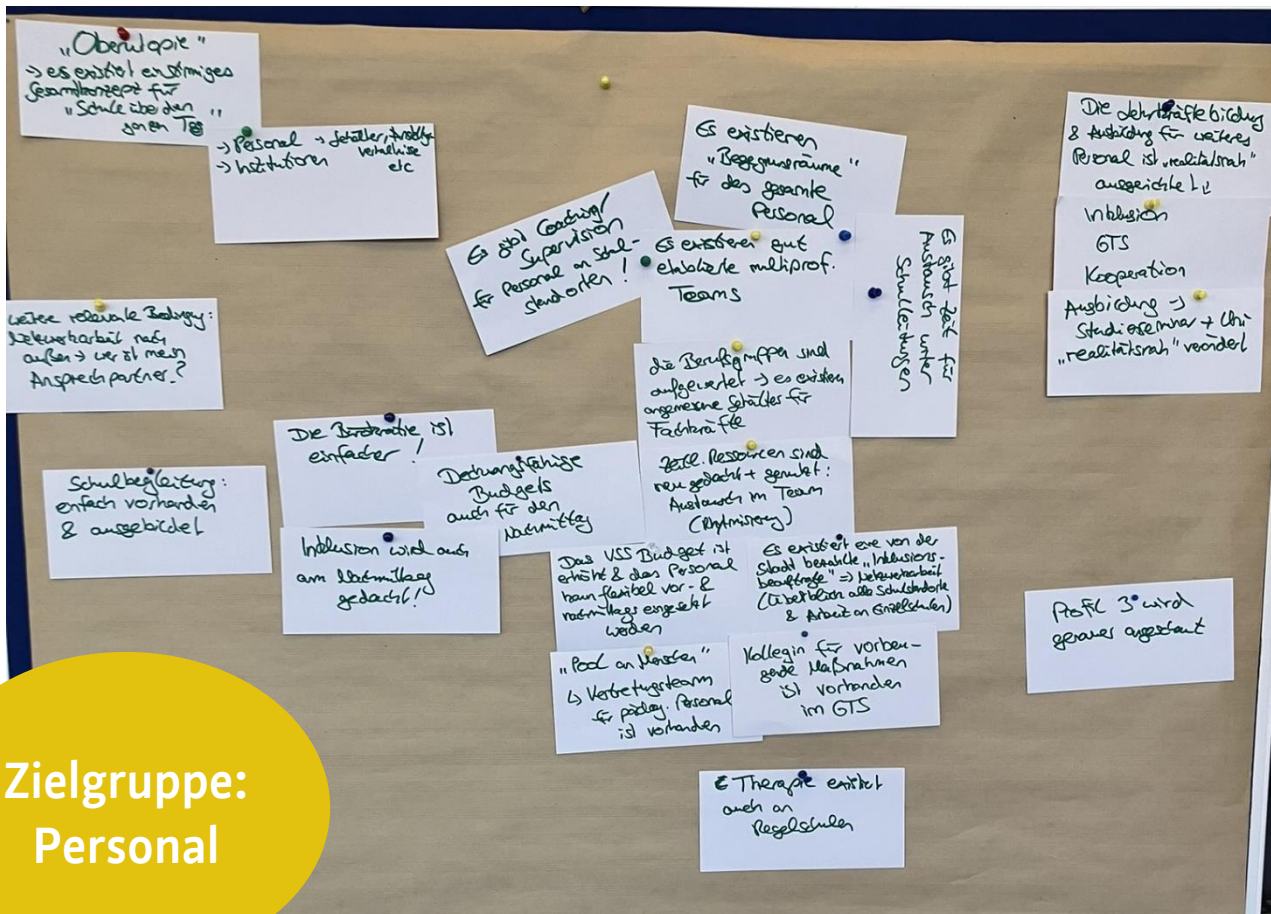 „Oberutopie"
-> es existiert ein stimmiges
Gesamtkonzept für
"Schule über den
ganzen Tag"
-> Personal -> Gehälter,
-> Institutionen verhältnisse
etc
Es existieren
„Begegnungsräume"
für das gesamte
Personal
Es gibt Coaching/
Supervision
für Personal an Schul-
standorten!
Es existieren gut
etablierte multiprof.
Teams
Es gibt Zeit für
Austausch unter
Schulleitungen
Die Lehrkräftebildung
& Ausbildung für weiteres
Personal ist „realitätsnah"
ausgerichtet!
Inklusion
GTS
Kooperation
Ausbildung ->
Studienseminar + Uni
„realitätsnah" verändert
weitere relevante Bedingung:
Netzwerkarbeit nach
außen -> wer ist mein
Ansprechpartner?
die Berufsgruppen sind
aufgewertet -> es existieren
angemessene Gehälter für
Fachkräfte
Die Bürokratie ist
einfacher!
Deckungsfähige
Budgets
auch für den
Nachmittag
Zeitl. Ressourcen sind
neu gedacht + genutzt:
Austausch im Team
(Rhytmisierung)
Schulbegleitung:
einfach vorhanden
& ausgebildet
Inklusion wird auch
am Nachmittag
gedacht!
Das VSS Budget ist
erhöht & das Personal
kann flexibel vor- &
nachmittags eingesetzt
werden
Es existiert eine von der
Stadt bezahlte „Inklusions-
beauftragte" => Netzwerkarbeit
(Überblick alle Schulstandorte
& Arbeit an Einzelschulen)
Profil 3 wird
genauer angeschaut
„Pool an Menschen"
↳ Vertretungsteam
für pädag. Personal
ist vorhanden
Kollegin für vorbeu-
gende Maßnahmen
ist vorhanden
im GTS
Therapie existiert
auch an
Regelschulen
Zielgruppe:
Personal